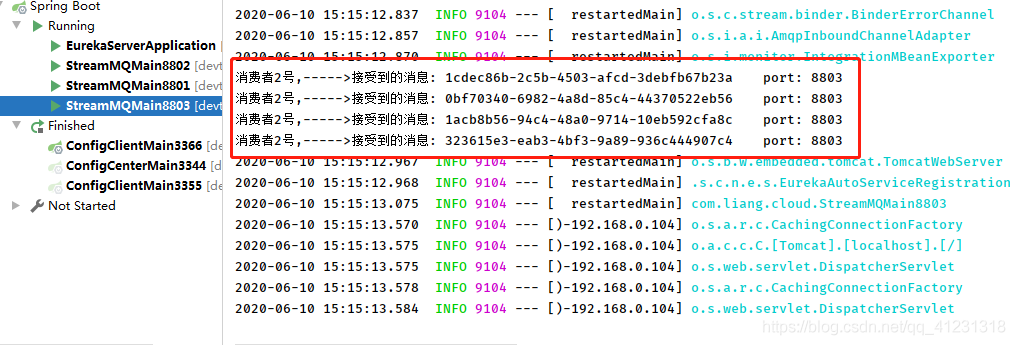 Spring Boot
Running
EurekaServerApplication
StreamMQMain8802 [devt
StreamMQMain8801 [devt
StreamMQMain8803 [devt
Finished
ConfigClientMain3366 [de
ConfigCenterMain3344 [d
ConfigClientMain3355 [de
Not Started
2020-06-10 15:15:12.837 INFO 9104 --- [ restartedMain] o.s.c.stream.binder.BinderErrorChannel
2020-06-10 15:15:12.857 INFO 9104 --- [ restartedMain] o.s.i.a.i.AmqpInboundChannelAdapter
2020-06-10 15:15:12.870 INFO 9104 --- [ restartedMain] o.s.i.monitor.IntegrationMBeanExporter
消费者2号,----->接受到的消息: 1cdec86b-2c5b-4503-afcd-3debfb67b23a port: 8803
消费者2号,----->接受到的消息: 0bf70340-6982-4a8d-85c4-44370522eb56 port: 8803
消费者2号,----->接受到的消息: 1acb8b56-94c4-48a0-9714-10eb592cfa8c port: 8803
消费者2号,----->接受到的消息: 323615e3-eab3-4bf3-9a89-936c444907c4 port: 8803
2020-06-10 15:15:12.967 INFO 9104 --- [ restartedMain] o.s.b.w.embedded.tomcat.TomcatWebServer
2020-06-10 15:15:12.968 INFO 9104 --- [ restartedMain] .s.c.n.e.s.EurekaAutoServiceRegistration
2020-06-10 15:15:13.075 INFO 9104 --- [ restartedMain] com.liang.cloud.StreamMQMain8803
2020-06-10 15:15:13.570 INFO 9104 --- [)-192.168.0.104] o.s.a.r.c.CachingConnectionFactory
2020-06-10 15:15:13.575 INFO 9104 --- [)-192.168.0.104] o.a.c.c.C.[Tomcat].[localhost].[/]
2020-06-10 15:15:13.575 INFO 9104 --- [)-192.168.0.104] o.s.web.servlet.DispatcherServlet
2020-06-10 15:15:13.578 INFO 9104 --- [)-192.168.0.104] o.s.a.r.c.CachingConnectionFactory
2020-06-10 15:15:13.584 INFO 9104 --- [)-192.168.0.104] o.s.web.servlet.DispatcherServlet
https://blog.csdn.net/qq_41231318